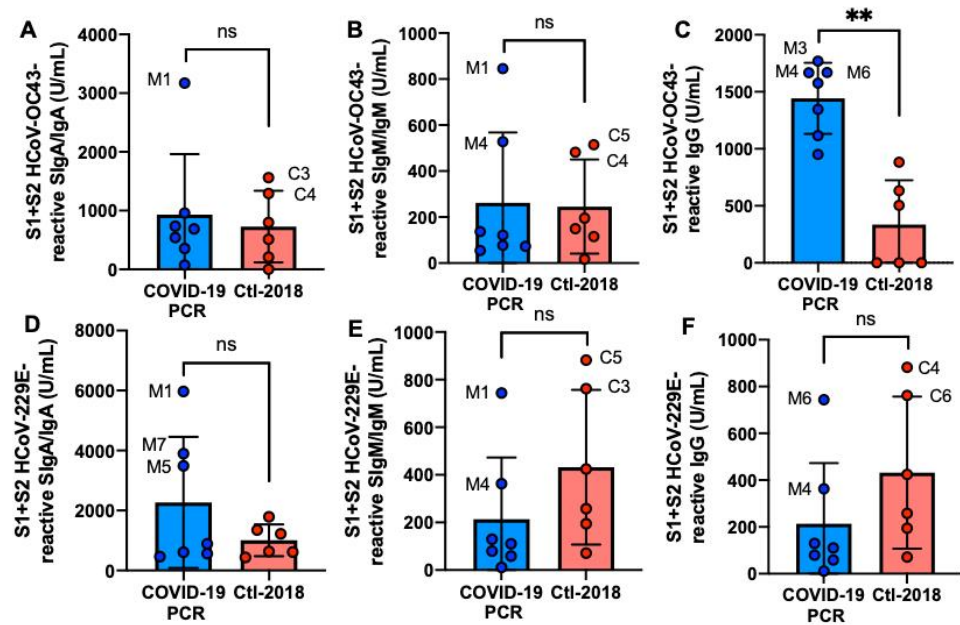 A
S1+S2 HCoV-OC43-
reactive SIgA/IgA (U/mL)
4000
3000
2000
1000
0
ns
M1
C3
C4
COVID-19 Ctl-2018
PCR
B
S1+S2 HCoV-OC43-
reactive SIgM/IgM (U/mL)
1000
800
600
400
200
0
ns
M1
M4
C5
C4
COVID-19 Ctl-2018
PCR
C
S1+S2 HCoV-OC43-
reactive IgG (U/mL)
2000
1500
1000
500
0
**
M3
M4 M6
COVID-19 Ctl-2018
PCR
D
S1+S2 HCoV-229E-
reactive SIgA/IgA (U/mL)
8000
6000
4000
2000
0
ns
M1
M7
M5
COVID-19 Ctl-2018
PCR
E
S1+S2 HCoV-229E-
reactive SIgM/IgM (U/mL)
1000
800
600
400
200
0
ns
M1
M4
C5
C3
COVID-19 Ctl-2018
PCR
F
S1+S2 HCoV-229E-
reactive IgG (U/mL)
1000
800
600
400
200
0
ns
M6
M4
C4
C6
COVID-19 Ctl-2018
PCR